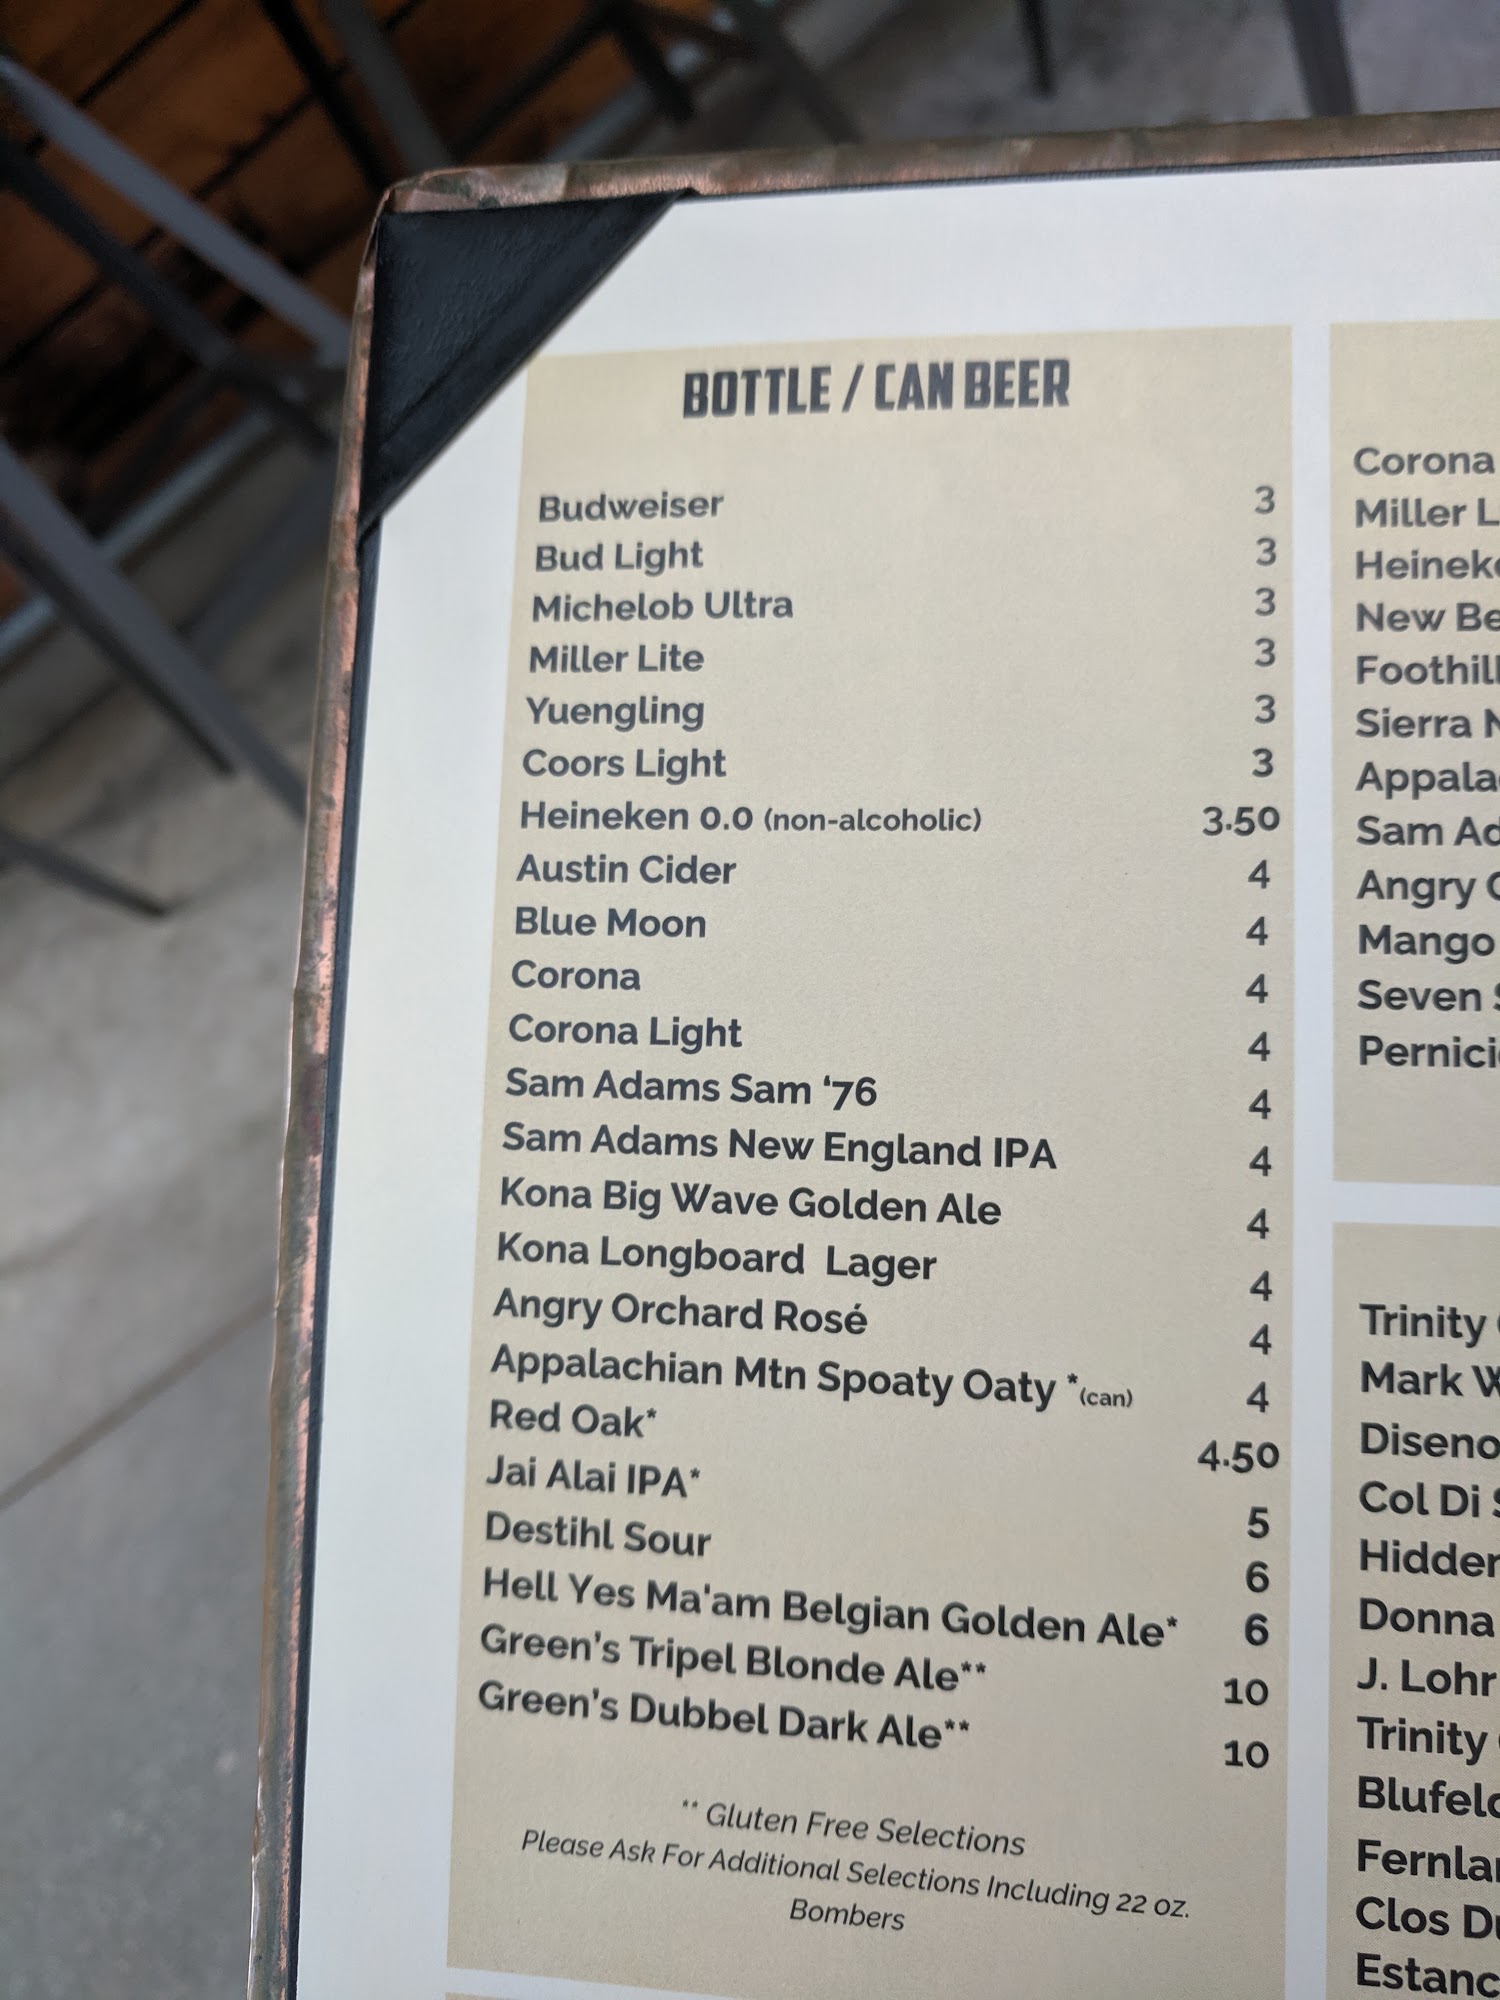 BOTTLE / CAN BEER
Budweiser 3
Bud Light 3
Michelob Ultra 3
Miller Lite 3
Yuengling 3
Coors Light 3
Heineken 0.0 (non-alcoholic) 3.50
Austin Cider 4
Blue Moon 4
Corona 4
Corona Light 4
Sam Adams Sam ‘76 4
Sam Adams New England IPA 4
Kona Big Wave Golden Ale 4
Kona Longboard Lager 4
Angry Orchard Rosé 4
Appalachian Mtn Spoaty Oaty *(can) 4
Red Oak* 4.50
Jai Alai IPA* 5
Destihl Sour 6
Hell Yes Ma'am Belgian Golden Ale* 6
Green’s Tripel Blonde Ale** 10
Green’s Dubbel Dark Ale** 10
** Gluten Free Selections
Please Ask For Additional Selections Including 22 oz.
Bombers
Corona
Miller L
Heineke
New Be
Foothill
Sierra N
Appala
Sam Ad
Angry
Mango
Seven
Pernici
Trinity
Mark W
Diseno
Col Di
Hidden
Donna
J. Lohr
Trinity
Blufeld
Fernla
Clos Du
Estanc